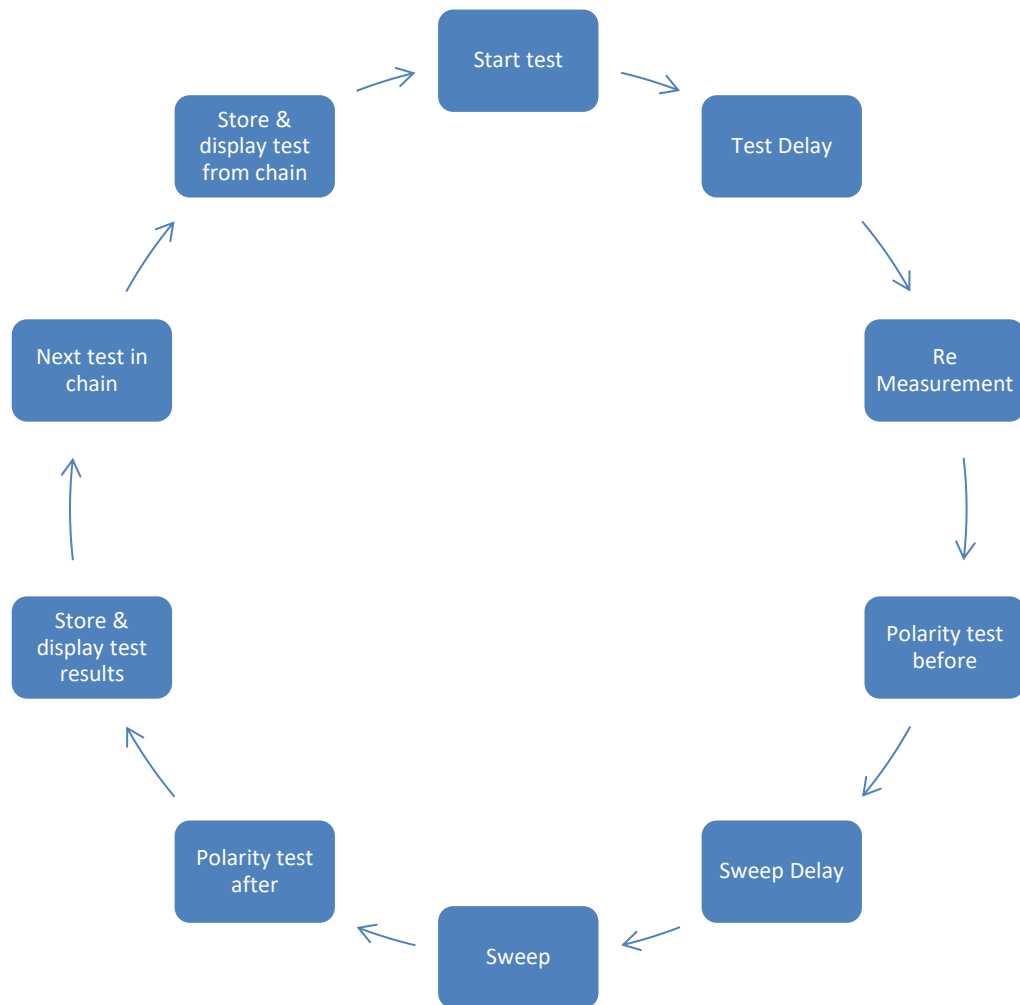 Start test
Test Delay
Re
Measurement
Polarity test
before
Sweep Delay
Sweep
Polarity test
after
Store &
display test
results
Next test in
chain
Store &
display test
from chain